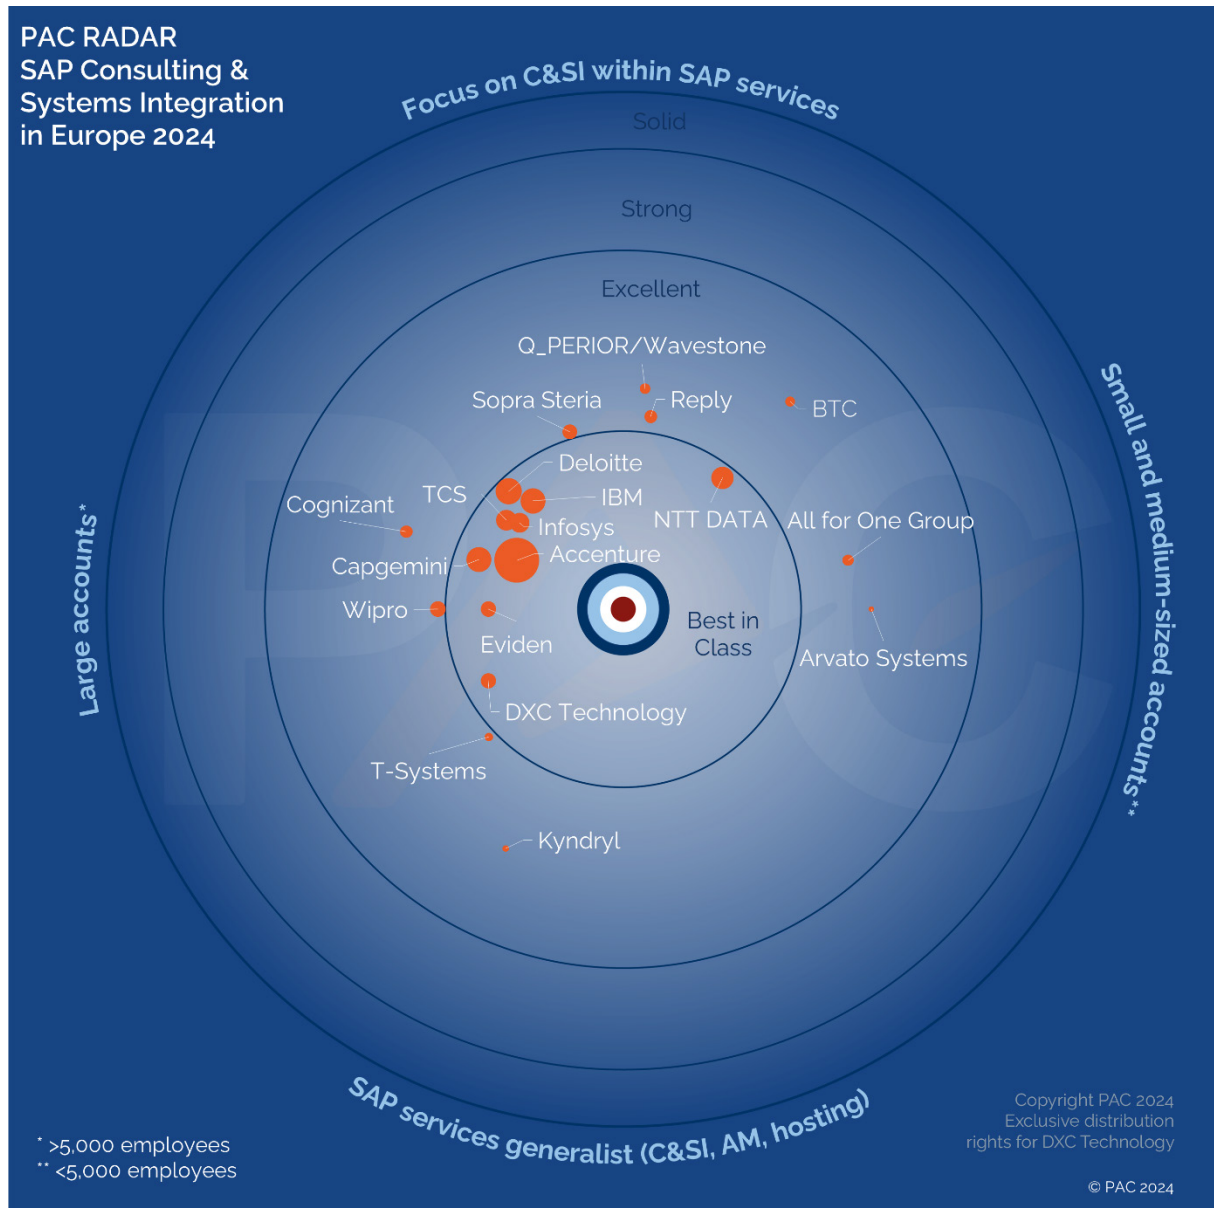 PAC RADAR
SAP Consulting &
Systems Integration
in Europe 2024
Focus on C&SI within SAP services
Solid
Strong
Excellent
Q_PERIOR/Wavestone
Sopra Steria
Reply
BTC
Deloitte
TCS
IBM
Cognizant
Infosys
NTT DATA
All for One Group
Capgemini
Accenture
Wipro
Best in
Class
Eviden
Arvato Systems
DXC Technology
T-Systems
Kyndryl
Large accounts*
Small and medium-sized accounts**
SAP services generalist (C&SI, AM, hosting)
* >5,000 employees
** <5,000 employees
Copyright PAC 2024
Exclusive distribution
rights for DXC Technology
© PAC 2024
PAC